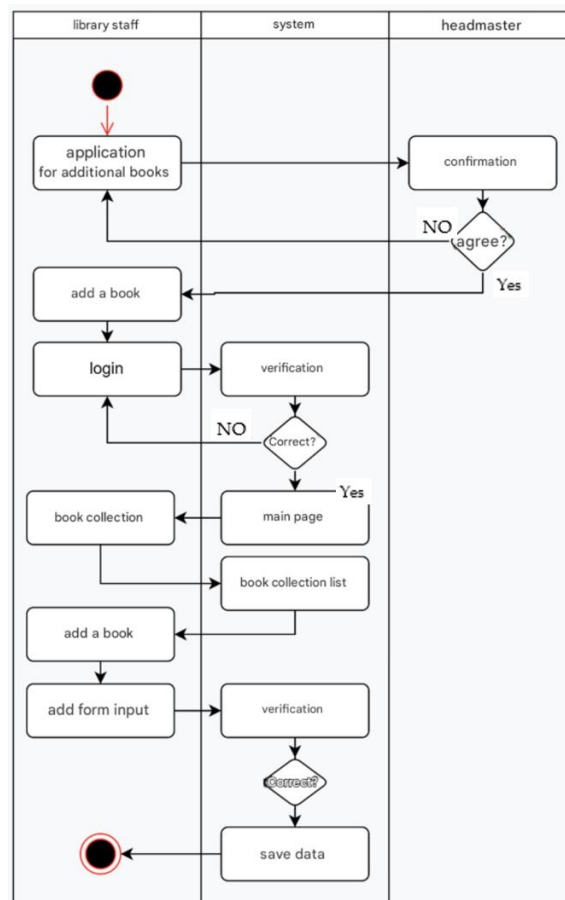 library staff
system
headmaster
application
for additional books
confirmation
NO
agree?
Yes
add a book
login
verification
NO
Correct?
Yes
book collection
main page
book collection list
add a book
add form input
verification
Correct?
save data